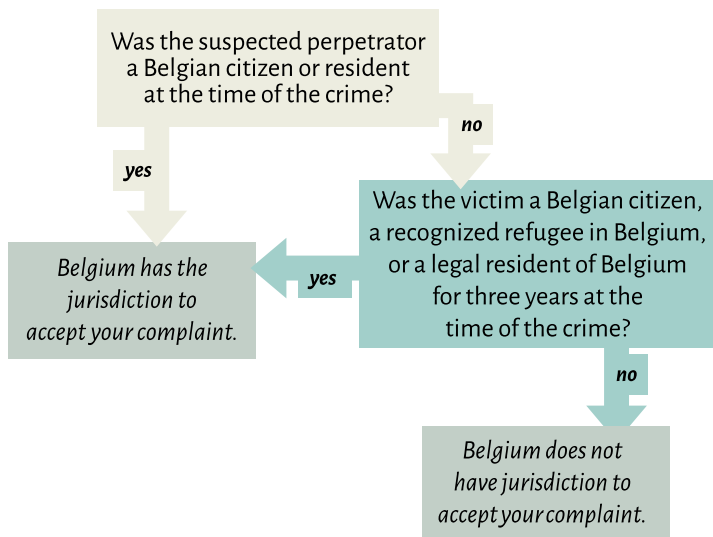 Was the suspected perpetrator
a Belgian citizen or resident
at the time of the crime?
no
yes
Was the victim a Belgian citizen,
a recognized refugee in Belgium,
or a legal resident of Belgium
for three years at the
time of the crime?
Belgium has the
jurisdiction to
accept your complaint.
yes
no
Belgium does not
have jurisdiction to
accept your complaint.